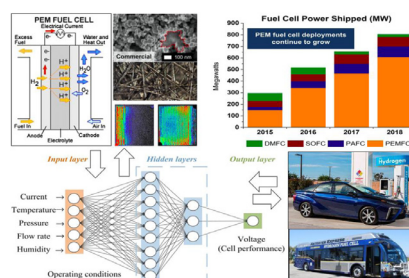 PEM FUEL CELL
Electrical Current
Excess Fuel
Water and Heat Out
H₂
H⁺
H⁺
H⁺
H⁺
H₂O
O₂
Fuel In
Air In
Anode
Cathode
Electrolyte
Commercial
100 nm
Fuel Cell Power Shipped (MW)
PEM fuel cell deployments continue to grow
Megawatts
900
800
700
600
500
400
300
200
100
0
2015
2016
2017
2018
DMFC
SOFC
PAFC
PEMFC
Input layer
Hidden layers
Output layer
Current
Temperature
Pressure
Flow rate
Humidity
Operating conditions
Voltage
(Cell performance)
Hydrogen